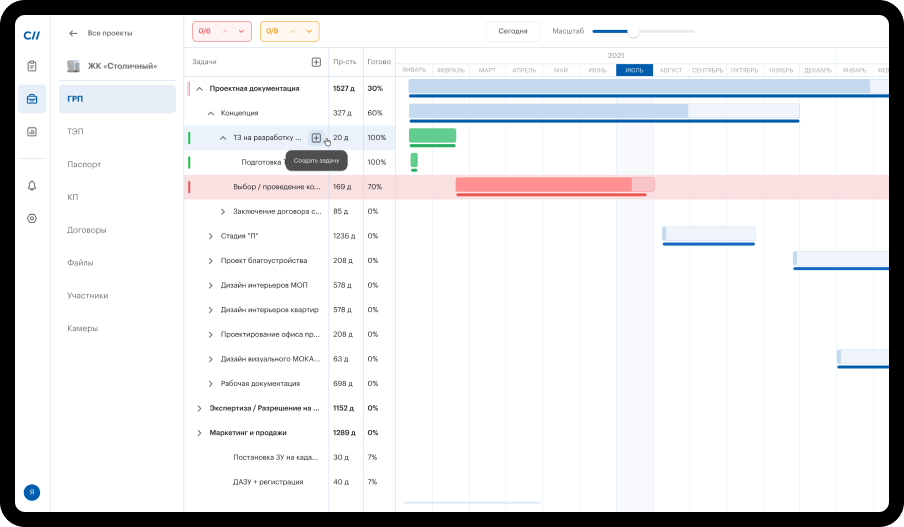 Все проекты
0/6
0/9
Сегодня
Масштаб
ЖК «Столичный»
ГРП
ТЭП
Паспорт
КП
Договоры
Файлы
Участники
Камеры
Я
Задачи Пр-сть Готово
2021
ЯНВАРЬ ФЕВРАЛЬ МАРТ АПРЕЛЬ МАЙ ИЮНЬ ИЮЛЬ АВГУСТ СЕНТЯБРЬ ОКТЯБРЬ НОЯБРЬ ДЕКАБРЬ ЯНВАРЬ
Проектная документация 1527 д 30%
Концепция 327 д 60%
ТЗ на разработку ... 20 д 100%
Создать задачу
Подготовка 100%
Выбор / проведение ко... 169 д 70%
Заключение договора с... 85 д 0%
Стадия "П" 1236 д 0%
Проект благоустройства 208 д 0%
Дизайн интерьеров МОП 578 д 0%
Дизайн интерьеров квартир 578 д 0%
Проектирование офиса пр... 208 д 0%
Дизайн визуального МОКА... 63 д 0%
Рабочая документация 698 д 0%
Экспертиза / Разрешение на ... 1152 д 0%
Маркетинг и продажи 1289 д 0%
Постановка ЗУ на када... 30 д 7%
ДАЗУ + регистрация 40 д 7%